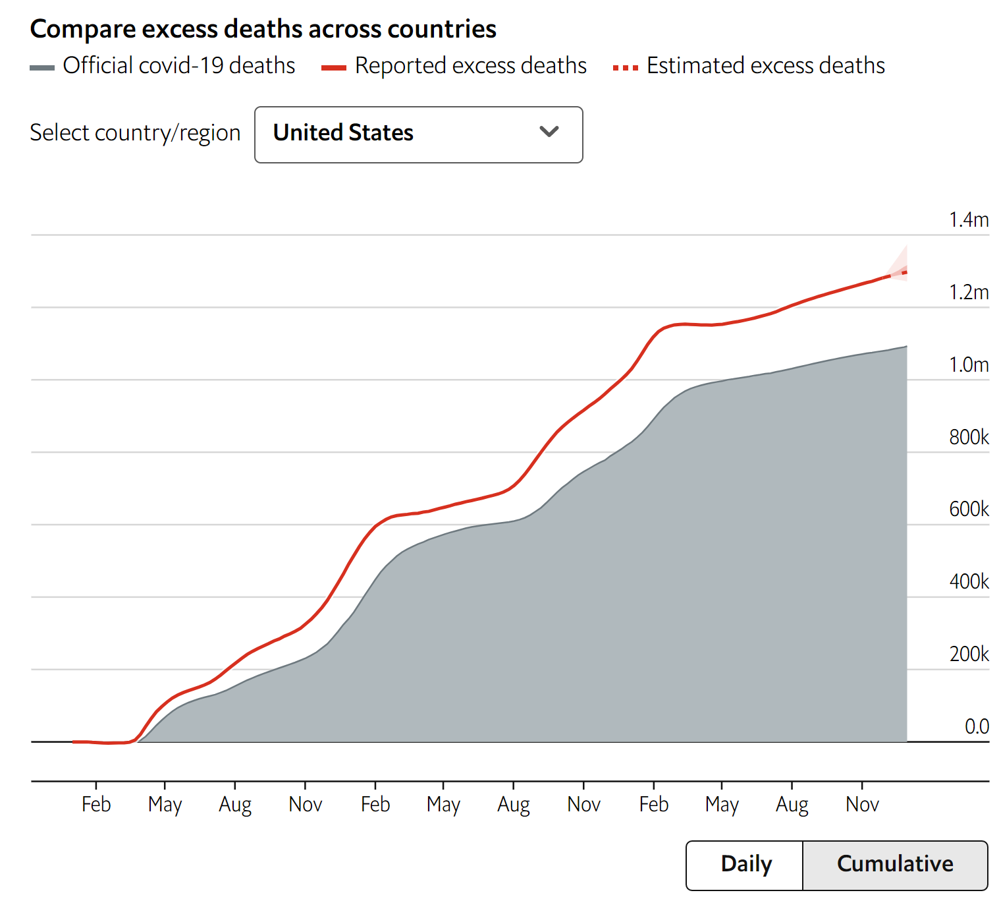 Compare excess deaths across countries
Official covid-19 deaths Reported excess deaths Estimated excess deaths
Select country/region United States
1.4m
1.2m
1.0m
800k
600k
400k
200k
0.0
Feb May Aug Nov Feb May Aug Nov Feb May Aug Nov
Daily Cumulative